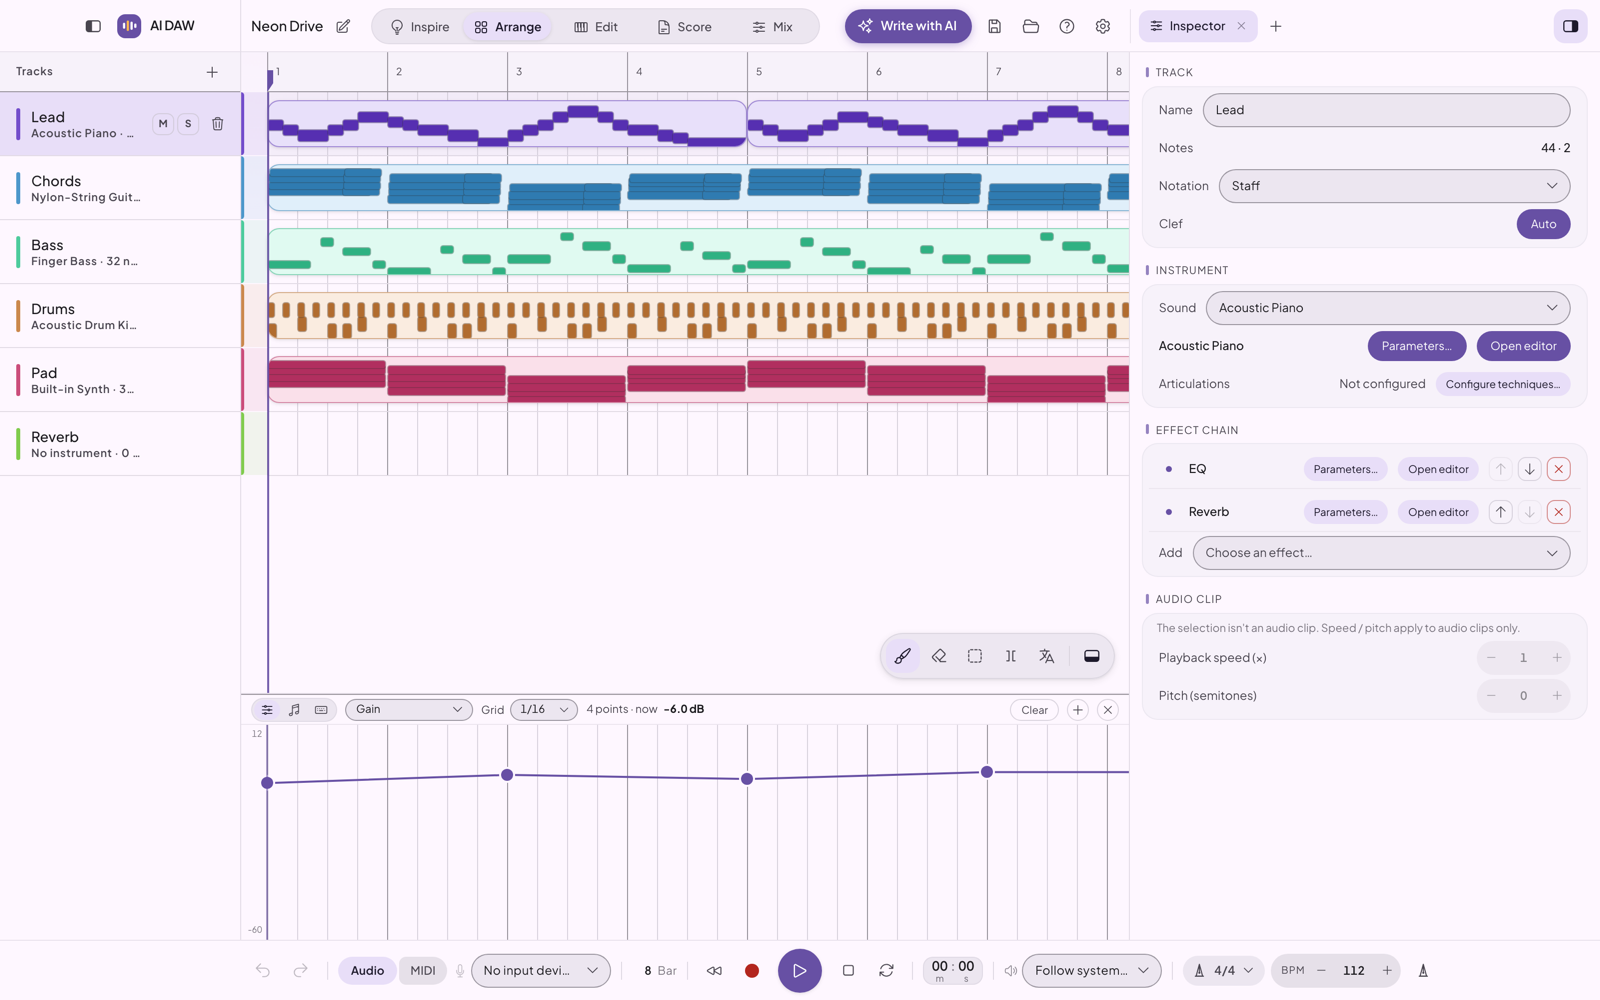 AI DAW
Neon Drive
Inspire
Arrange
Edit
Score
Mix
Write with AI
Inspector
Tracks
1 2 3 4 5 6 7 8
Lead
Acoustic Piano · ...
M S
Chords
Nylon-String Guit...
Bass
Finger Bass · 32 n...
Drums
Acoustic Drum Ki...
Pad
Built-in Synth · 3...
Reverb
No instrument · 0 ...
TRACK
Name Lead
Notes 44 · 2
Notation Staff
Clef Auto
INSTRUMENT
Sound Acoustic Piano
Acoustic Piano Parameters... Open editor
Articulations Not configured Configure techniques...
EFFECT CHAIN
EQ Parameters... Open editor
Reverb Parameters... Open editor
Add Choose an effect...
AUDIO CLIP
The selection isn't an audio clip. Speed / pitch apply to audio clips only.
Playback speed (×) − 1 +
Pitch (semitones) − 0 +
Gain Grid 1/16 4 points · now -6.0 dB Clear
12
-60
Audio MIDI No input devi... 8 Bar 00 : 00 Follow system... 4/4 BPM − 112 +
m s